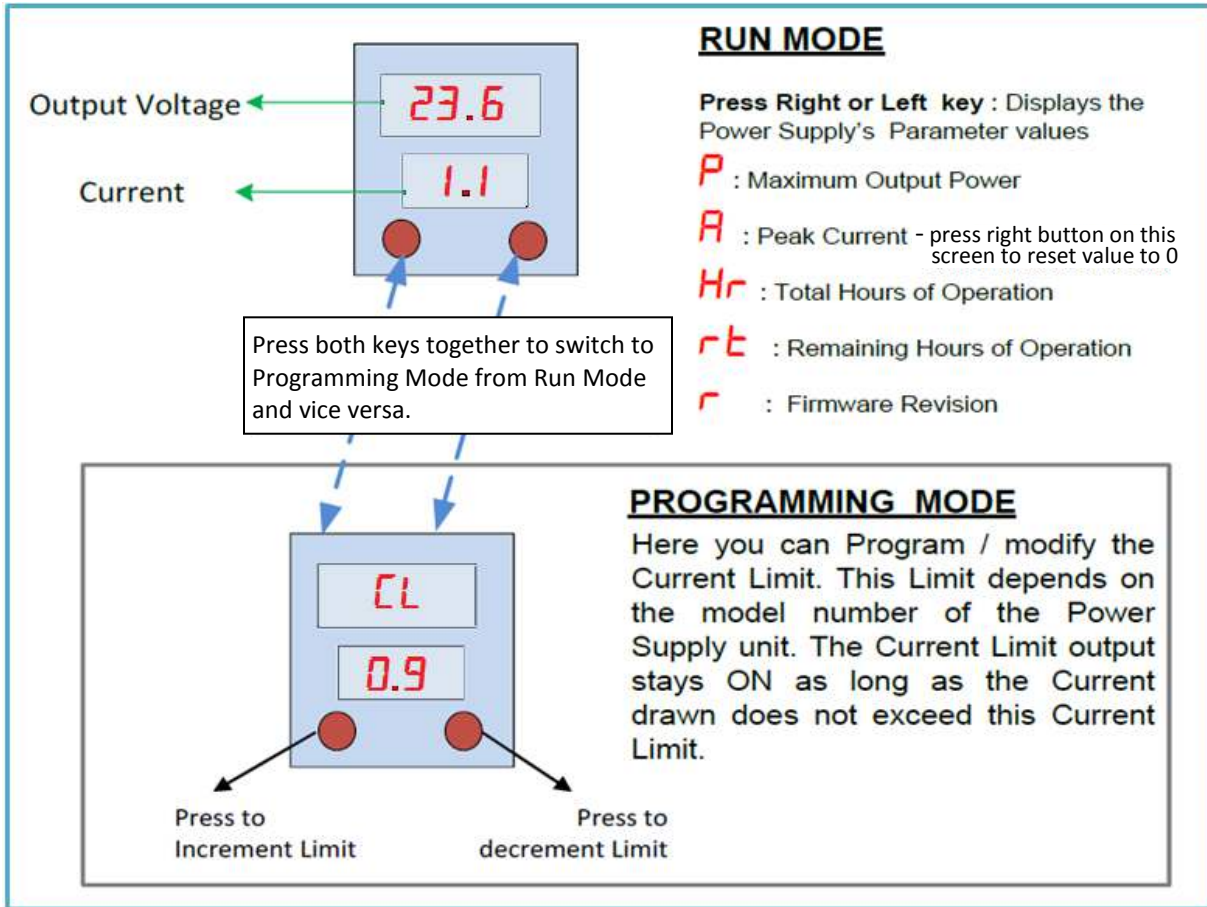 Output Voltage
23.6
Current
1.1
Press both keys together to switch to
Programming Mode from Run Mode
and vice versa.
RUN MODE
Press Right or Left key : Displays the
Power Supply's Parameter values
P : Maximum Output Power
A : Peak Current - press right button on this
screen to reset value to 0
Hr : Total Hours of Operation
rt : Remaining Hours of Operation
r : Firmware Revision
CL
0.9
Press to
Increment Limit
Press to
decrement Limit
PROGRAMMING MODE
Here you can Program / modify the
Current Limit. This Limit depends on
the model number of the Power
Supply unit. The Current Limit output
stays ON as long as the Current
drawn does not exceed this Current
Limit.